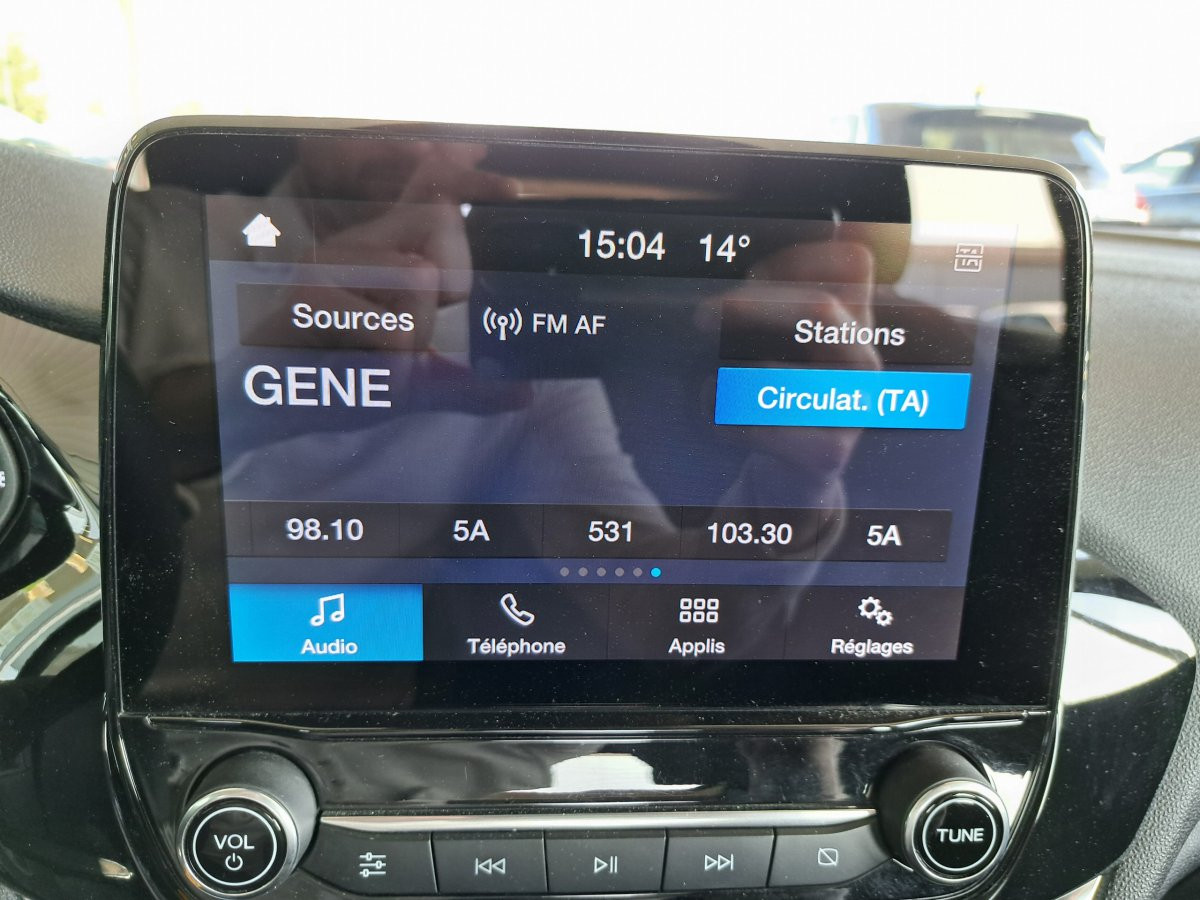 15:04 14°
TA
Sources
FM AF
Stations
GENE
Circulat. (TA)
98.10
5A
531
103.30
5A
Audio
Téléphone
Applis
Réglages
VOL
TUNE